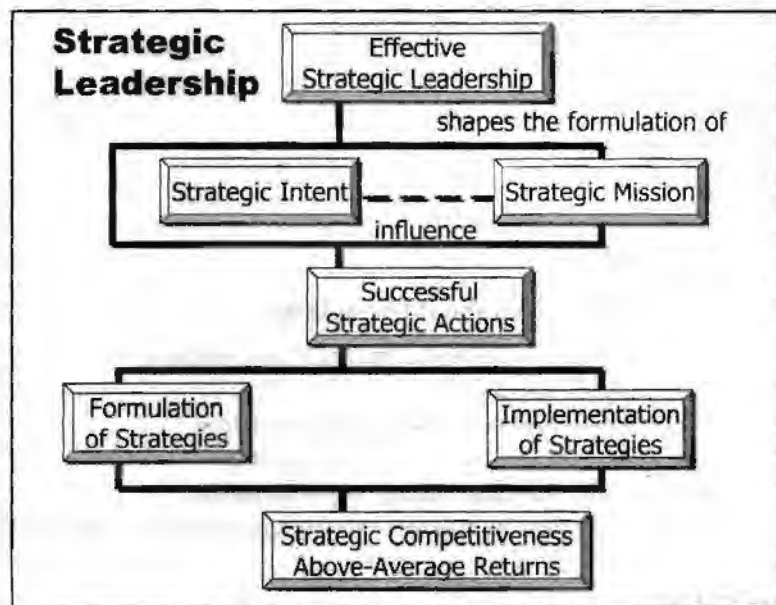 Strategic
Leadership
Effective
Strategic Leadership
shapes the formulation of
Strategic Intent
Strategic Mission
influence
Successful
Strategic Actions
Formulation
of Strategies
Implementation
of Strategies
Strategic Competitiveness
Above-Average Returns